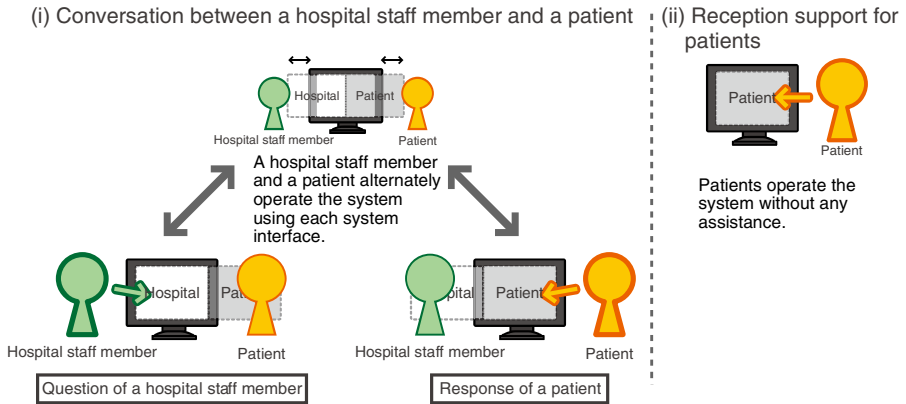 (i) Conversation between a hospital staff member and a patient
Hospital
Patient
Hospital staff member
Patient
A hospital staff member
and a patient alternately
operate the system
using each system
interface.
Hospital
Pat
Hospital staff member
Patient
Question of a hospital staff member
pital
Patient
Hospital staff member
Patient
Response of a patient
(ii) Reception support for
patients
Patient
Patient
Patients operate the
system without any
assistance.